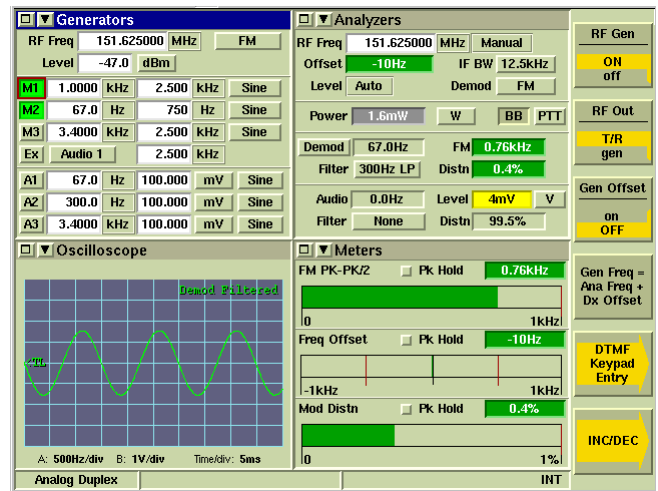 Generators
RF Freq 151.625000 MHz FM
Level -47.0 dBm
M1 1.0000 kHz 2.500 kHz Sine
M2 67.0 Hz 750 Hz Sine
M3 3.4000 kHz 2.500 kHz Sine
Ex Audio 1 2.500 kHz
A1 67.0 Hz 100.000 mV Sine
A2 300.0 Hz 100.000 mV Sine
A3 3.4000 kHz 100.000 mV Sine
Analyzers
RF Freq 151.625000 MHz Manual
Offset -10Hz IF BW 12.5kHz
Level Auto Demod FM
Power 1.6mW W BB PTT
Demod 67.0Hz FM 0.76kHz
Filter 300Hz LP Distn 0.4%
Audio 0.0Hz Level 4mV V
Filter None Distn 99.5%
Oscilloscope
Demod Filtered
<TL
A: 500Hz/div B: 1V/div Time/div: 5ms
Meters
FM PK-PK/2 Pk Hold 0.76kHz
0 1kHz
Freq Offset Pk Hold -10Hz
-1kHz 1kHz
Mod Distn Pk Hold 0.4%
0 1%
RF Gen
ON
off
RF Out
T/R
gen
Gen Offset
on
OFF
Gen Freq =
Ana Freq +
Dx Offset
DTMF
Keypad
Entry
INC/DEC
Analog Duplex INT